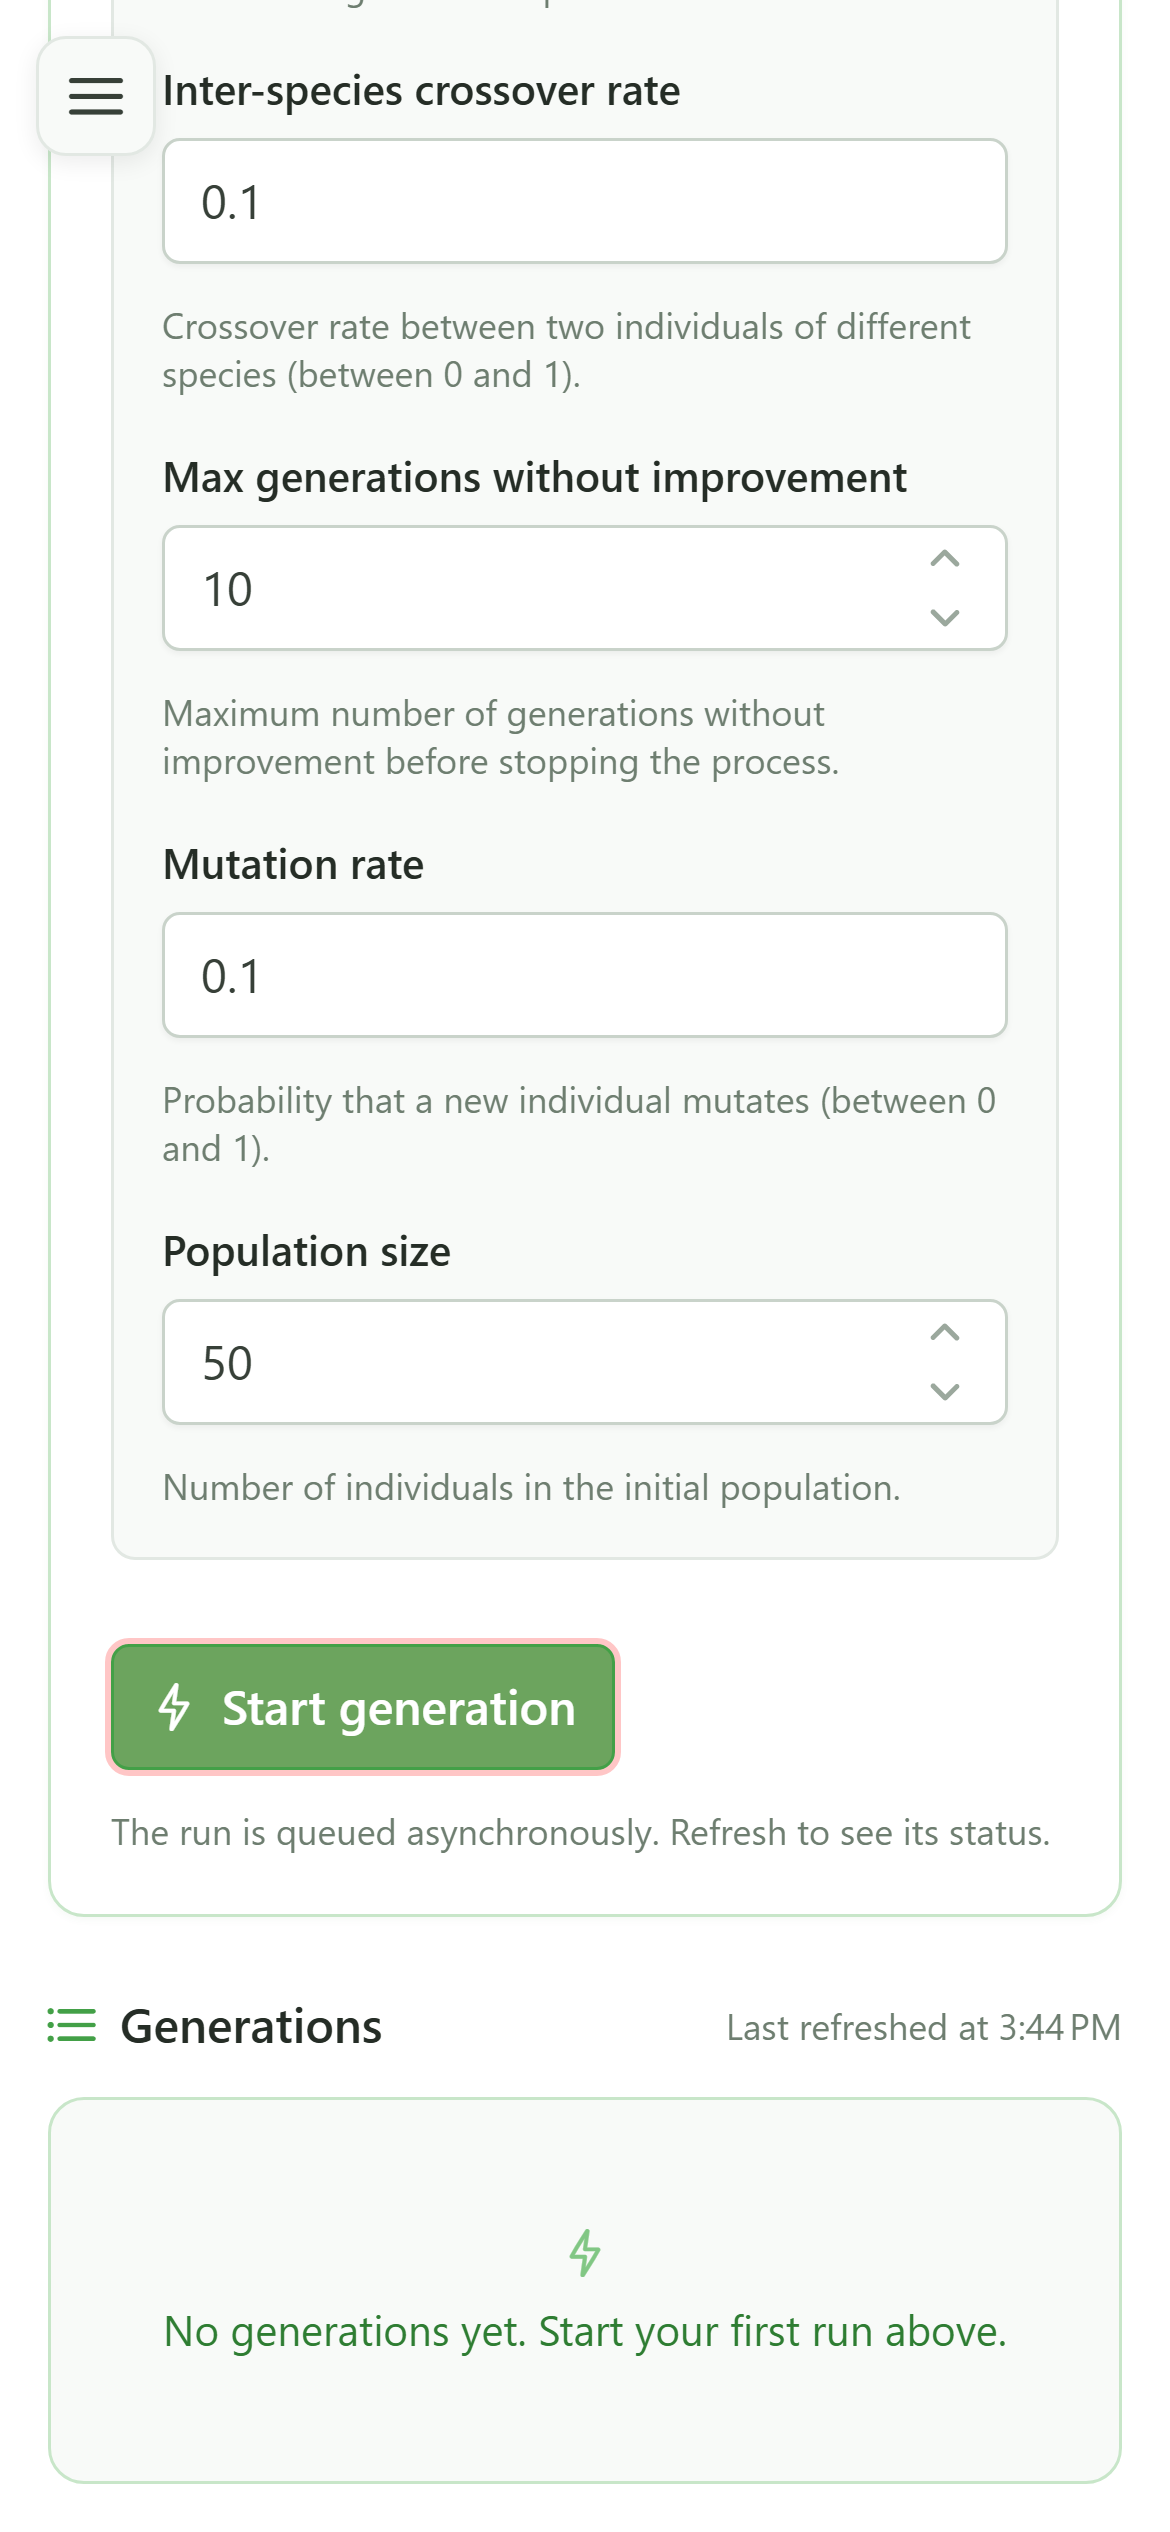 Inter-species crossover rate
0.1
Crossover rate between two individuals of different
species (between 0 and 1).
Max generations without improvement
10
Maximum number of generations without
improvement before stopping the process.
Mutation rate
0.1
Probability that a new individual mutates (between 0
and 1).
Population size
50
Number of individuals in the initial population.
Start generation
The run is queued asynchronously. Refresh to see its status.
Generations
Last refreshed at 3:44 PM
No generations yet. Start your first run above.